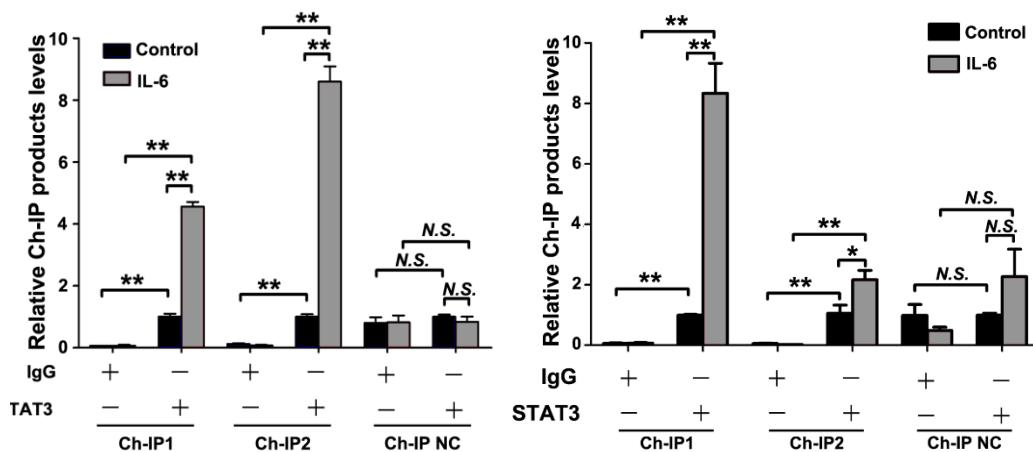 Relative Ch-IP products levels
10
8
6
4
2
0
Control
IL-6
**
**
**
**
**
**
**
N.S.
N.S.
N.S.
IgG
+ − + − + −
TAT3
− + − + − +
Ch-IP1 Ch-IP2 Ch-IP NC
Relative Ch-IP products levels
10
8
6
4
2
0
Control
IL-6
**
**
**
**
*
**
N.S.
N.S.
N.S.
IgG
+ − + − + −
STAT3
− + − + − +
Ch-IP1 Ch-IP2 Ch-IP NC